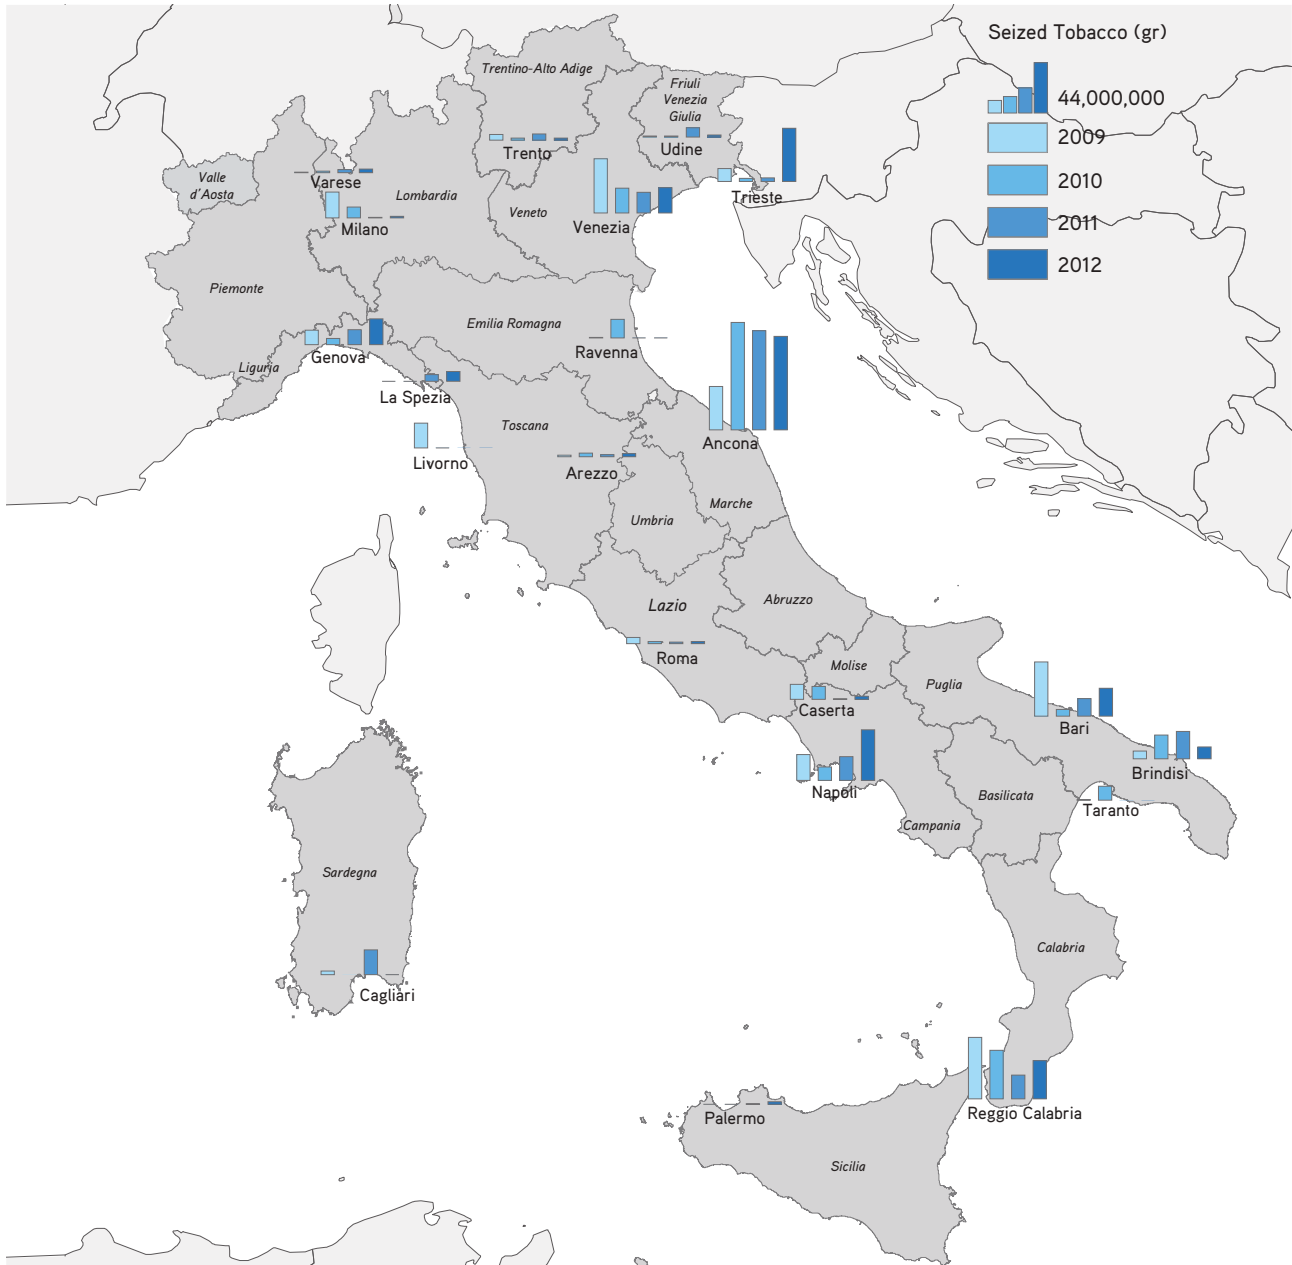 Seized Tobacco (gr)
44,000,000
2009
2010
2011
2012
Trentino-Alto Adige
Friuli
Venezia
Giulia
Udine
Trento
Trieste
Valle
d'Aosta
Varese
Lombardia
Milano
Veneto
Venezia
Piemonte
Emilia Romagna
Ravenna
Genova
Liguria
La Spezia
Toscana
Ancona
Livorno
Arezzo
Marche
Umbria
Lazio
Abruzzo
Roma
Molise
Puglia
Caserta
Bari
Brindisi
Napoli
Basilicata
Taranto
Campania
Sardegna
Calabria
Cagliari
Palermo
Reggio Calabria
Sicilia